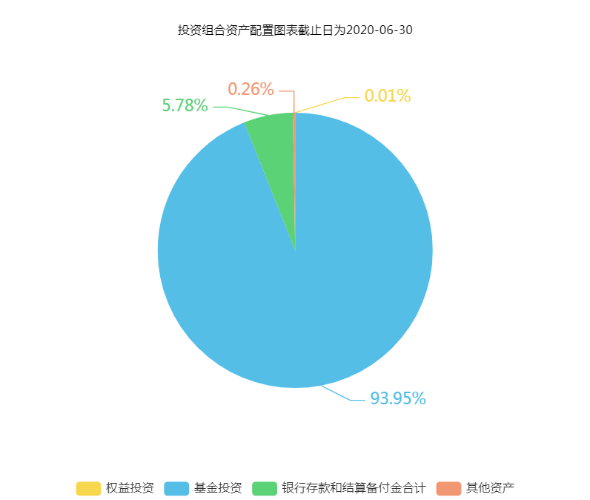 投资组合资产配置图表截止日为2020-06-30
0.26%
0.01%
5.78%
93.95%
权益投资 基金投资 银行存款和结算备付金合计 其他资产